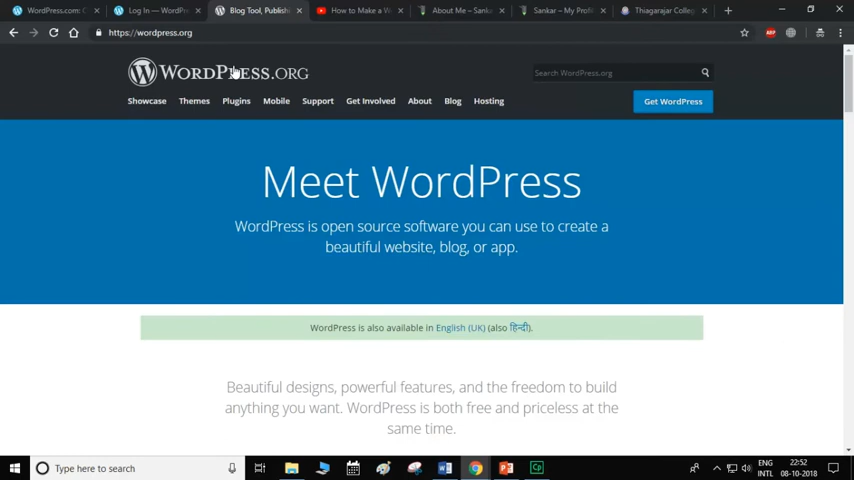 WordPress.com: C
Log In — WordPr
Blog Tool, Publishi
How to Make a W
About Me – Sankar
Sankar – My Profi
Thiagarajar Colleg
https://wordpress.org
WORDPRESS.ORG
Search WordPress.org
Showcase Themes Plugins Mobile Support Get Involved About Blog Hosting
Get WordPress
Meet WordPress
WordPress is open source software you can use to create a
beautiful website, blog, or app.
WordPress is also available in English (UK) (also हिन्दी).
Beautiful designs, powerful features, and the freedom to build
anything you want. WordPress is both free and priceless at the
same time.
Type here to search
ENG
INTL
22:52
08-10-2018